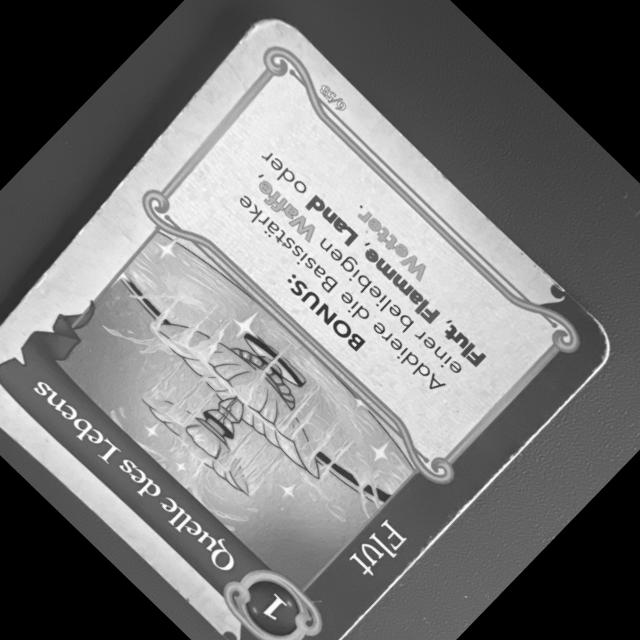 1
Quelle des Lebens
Flut
BONUS:
Addiere die Basisstärke
einer beliebigen Waffe,
Flut, Flamme, Land oder
Wetter.